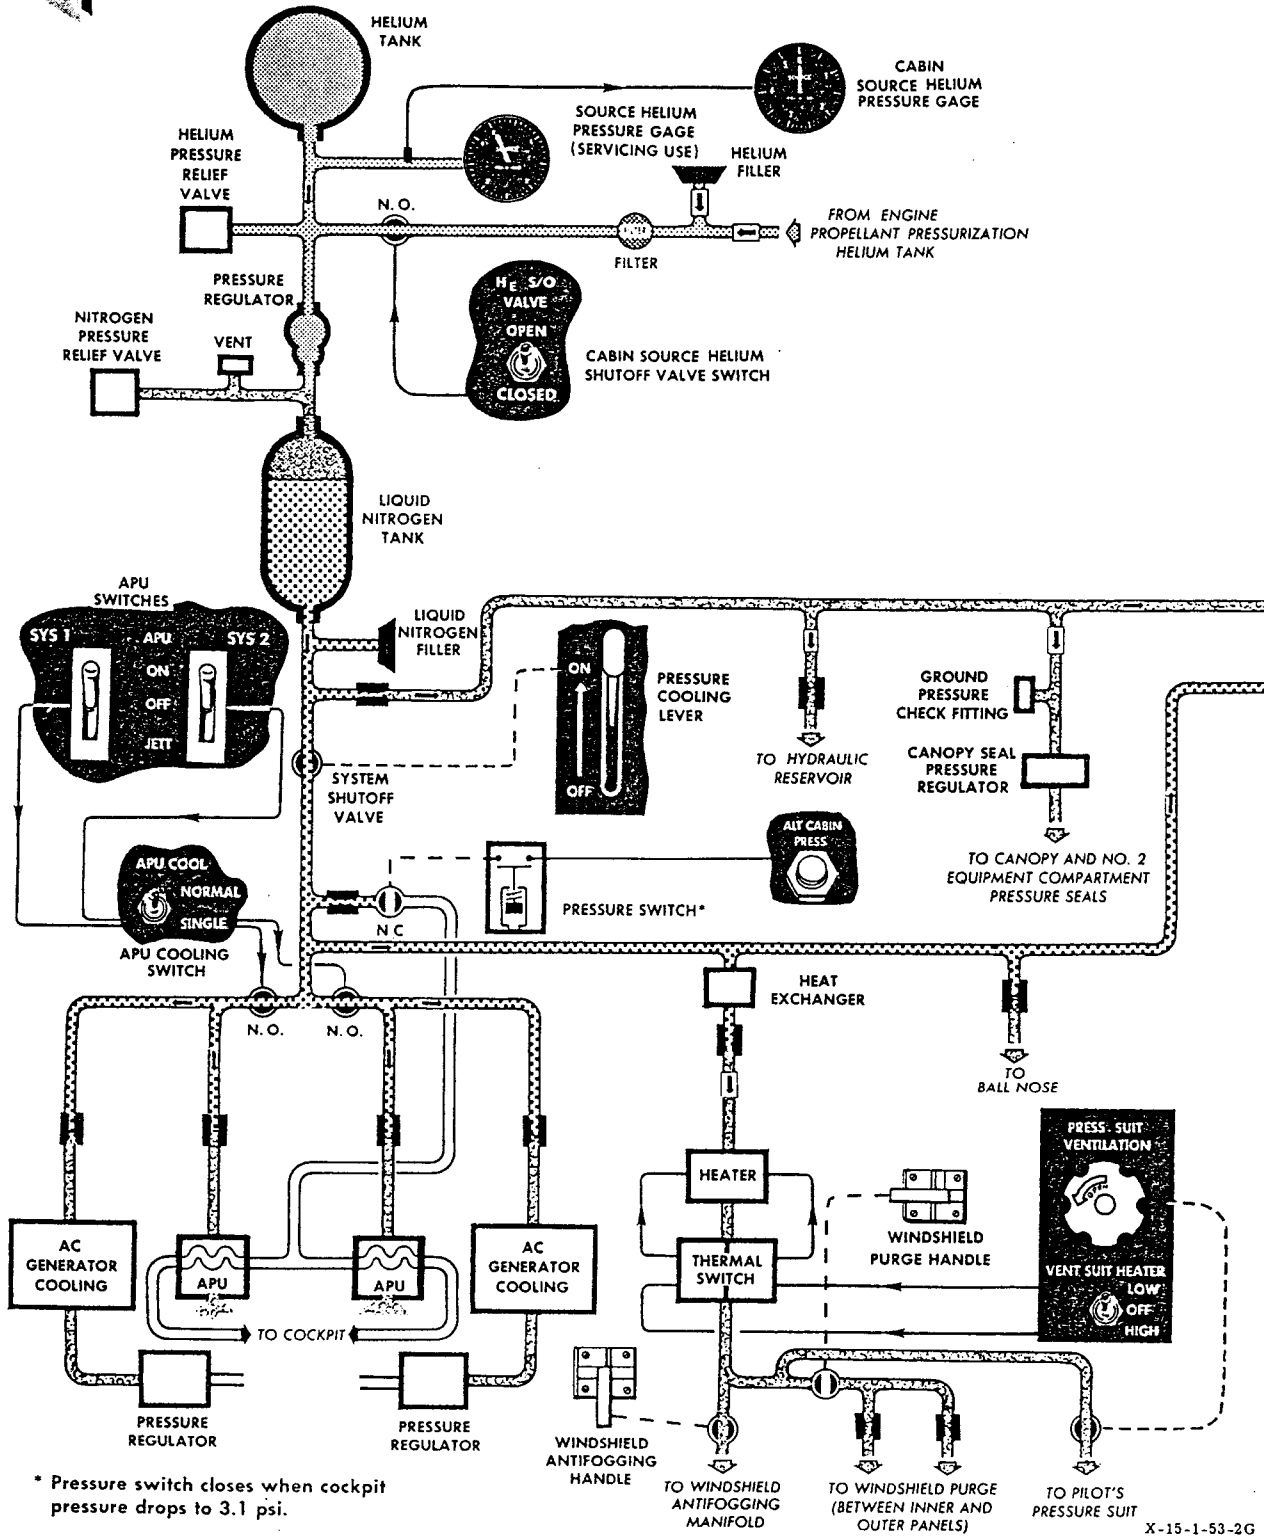 HELIUM
TANK
CABIN
SOURCE HELIUM
PRESSURE GAGE
SOURCE
SOURCE HELIUM
PRESSURE GAGE
(SERVICING USE)
HELIUM
FILLER
HELIUM
PRESSURE
RELIEF
VALVE
N. O.
FROM ENGINE
PROPELLANT PRESSURIZATION
HELIUM TANK
FILTER
PRESSURE
REGULATOR
HE S/O
VALVE
OPEN
CLOSED
CABIN SOURCE HELIUM
SHUTOFF VALVE SWITCH
NITROGEN
PRESSURE
RELIEF VALVE
VENT
LIQUID
NITROGEN
TANK
APU
SWITCHES
SYS 1
APU
SYS 2
ON
OFF
JETT
LIQUID
NITROGEN
FILLER
ON
OFF
PRESSURE
COOLING
LEVER
TO HYDRAULIC
RESERVOIR
GROUND
PRESSURE
CHECK FITTING
CANOPY SEAL
PRESSURE
REGULATOR
TO CANOPY AND NO. 2
EQUIPMENT COMPARTMENT
PRESSURE SEALS
SYSTEM
SHUTOFF
VALVE
ALT CABIN
PRESS
PRESSURE SWITCH*
APU COOL
NORMAL
SINGLE
APU COOLING
SWITCH
N C
HEAT
EXCHANGER
N. O.
N. O.
TO
BALL NOSE
PRESS. SUIT
VENTILATION
OPEN
HEATER
WINDSHIELD
PURGE HANDLE
THERMAL
SWITCH
VENT SUIT HEATER
LOW
OFF
HIGH
AC
GENERATOR
COOLING
APU
APU
AC
GENERATOR
COOLING
TO COCKPIT
PRESSURE
REGULATOR
PRESSURE
REGULATOR
WINDSHIELD
ANTIFOGGING
HANDLE
TO WINDSHIELD
ANTIFOGGING
MANIFOLD
TO WINDSHIELD PURGE
(BETWEEN INNER AND
OUTER PANELS)
TO PILOT'S
PRESSURE SUIT
* Pressure switch closes when cockpit
pressure drops to 3.1 psi.
X-15-1-53-2G